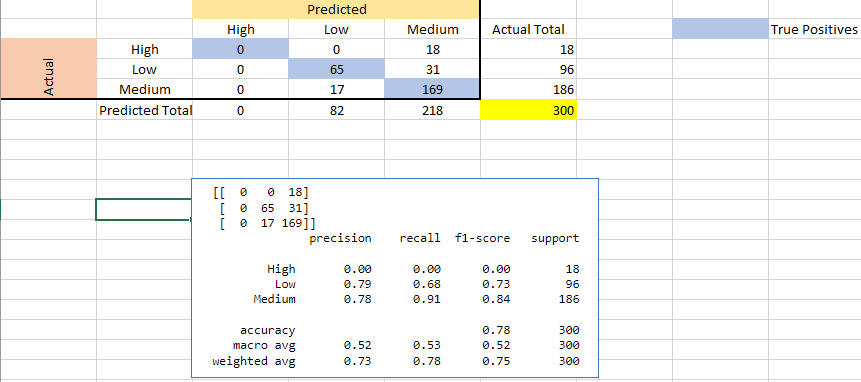 Predicted
High Low Medium Actual Total True Positives
Actual High 0 0 18 18
Low 0 65 31 96
Medium 0 17 169 186
Predicted Total 0 82 218 300
[[ 0 0 18]
[ 0 65 31]
[ 0 17 169]]
precision recall f1-score support
High 0.00 0.00 0.00 18
Low 0.79 0.68 0.73 96
Medium 0.78 0.91 0.84 186
accuracy 0.78 300
macro avg 0.52 0.53 0.52 300
weighted avg 0.73 0.78 0.75 300